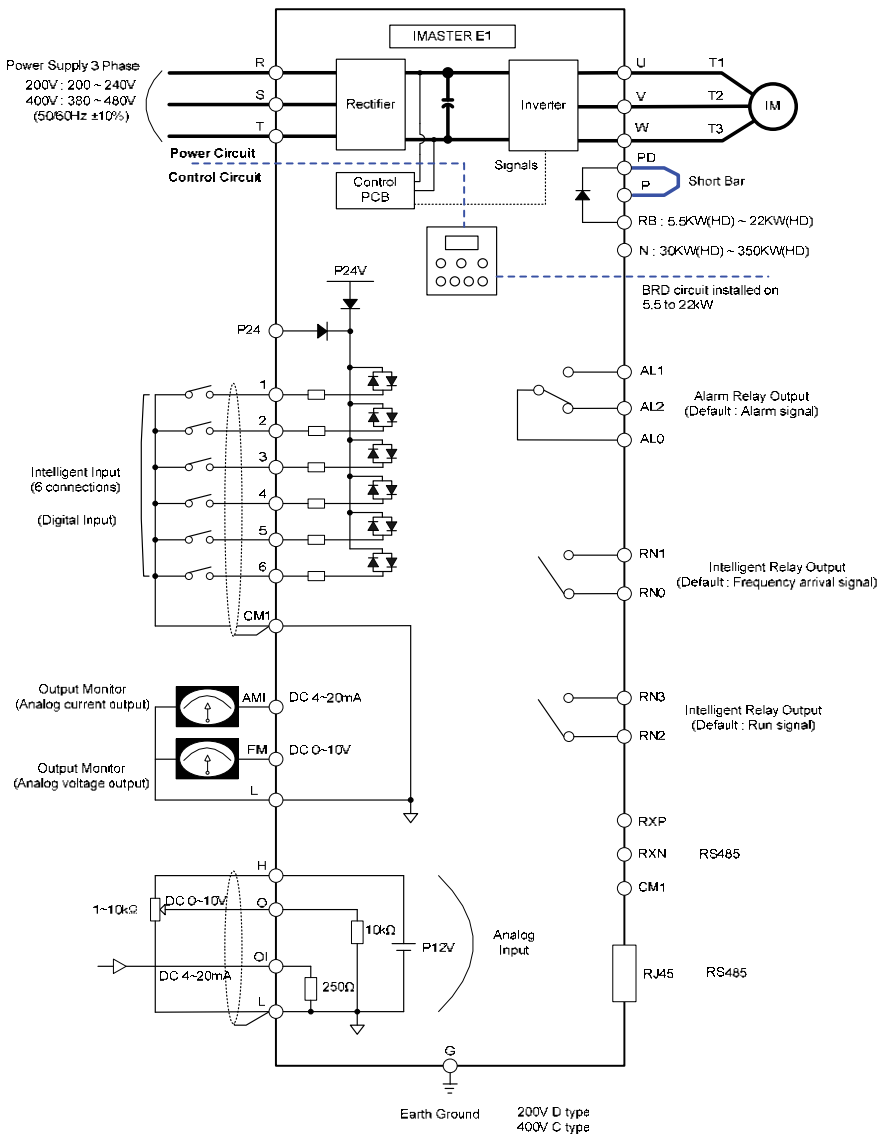 IMASTER E1
Power Supply 3 Phase
200V : 200 ~ 240V
400V : 380 ~ 480V
(50/60Hz ±10%)
R
S
T
Rectifier
Inverter
U
V
W
T1
T2
T3
IM
Power Circuit
Control Circuit
Control
PCB
Signals
PD
P
Short Bar
RB : 5.5KW(HD) ~ 22KW(HD)
N : 30KW(HD) ~ 350KW(HD)
BRD circuit installed on
5.5 to 22kW
P24V
P24
1
2
3
4
5
6
CM1
Intelligent Input
(6 connections)
(Digital Input)
AL1
AL2
AL0
Alarm Relay Output
(Default : Alarm signal)
RN1
RN0
Intelligent Relay Output
(Default : Frequency arrival signal)
RN3
RN2
Intelligent Relay Output
(Default : Run signal)
Output Monitor
(Analog current output)
AMI
DC 4~20mA
Output Monitor
(Analog voltage output)
FM
DC 0~10V
L
RXP
RXN
RS485
CM1
RJ45
RS485
H
1~10kΩ
DC 0~10V
O
10kΩ
P12V
Analog
Input
OI
DC 4~20mA
250Ω
L
G
Earth Ground
200V D type
400V C type